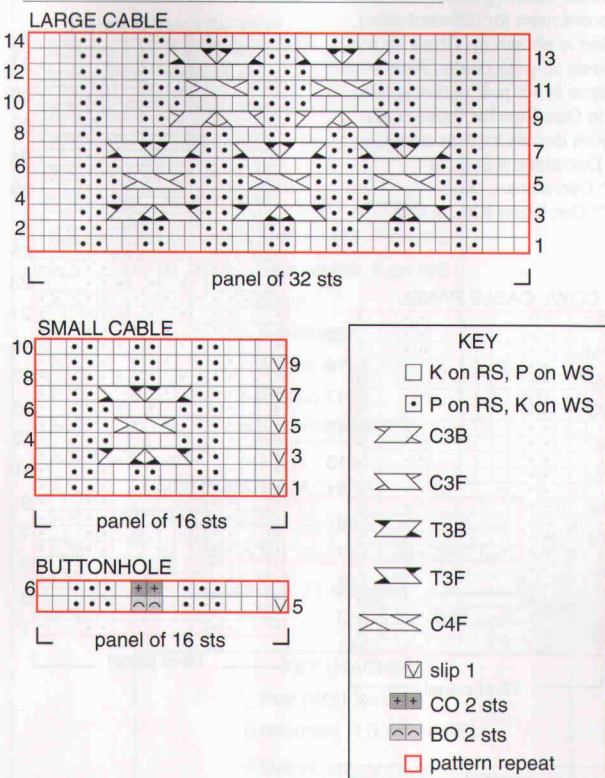 LARGE CABLE
14
13
12
11
10
9
8
6
5
4
3
2
1
panel of 32 sts
SMALL CABLE
10
9
8
7
6
5
4
3
2
1
panel of 16 sts
BUTTONHOLE
6
5
panel of 16 sts
KEY
K on RS, P on WS
P on RS, K on WS
C3B
C3F
T3B
T3F
C4F
slip 1
CO 2 sts
BO 2 sts
pattern repeat